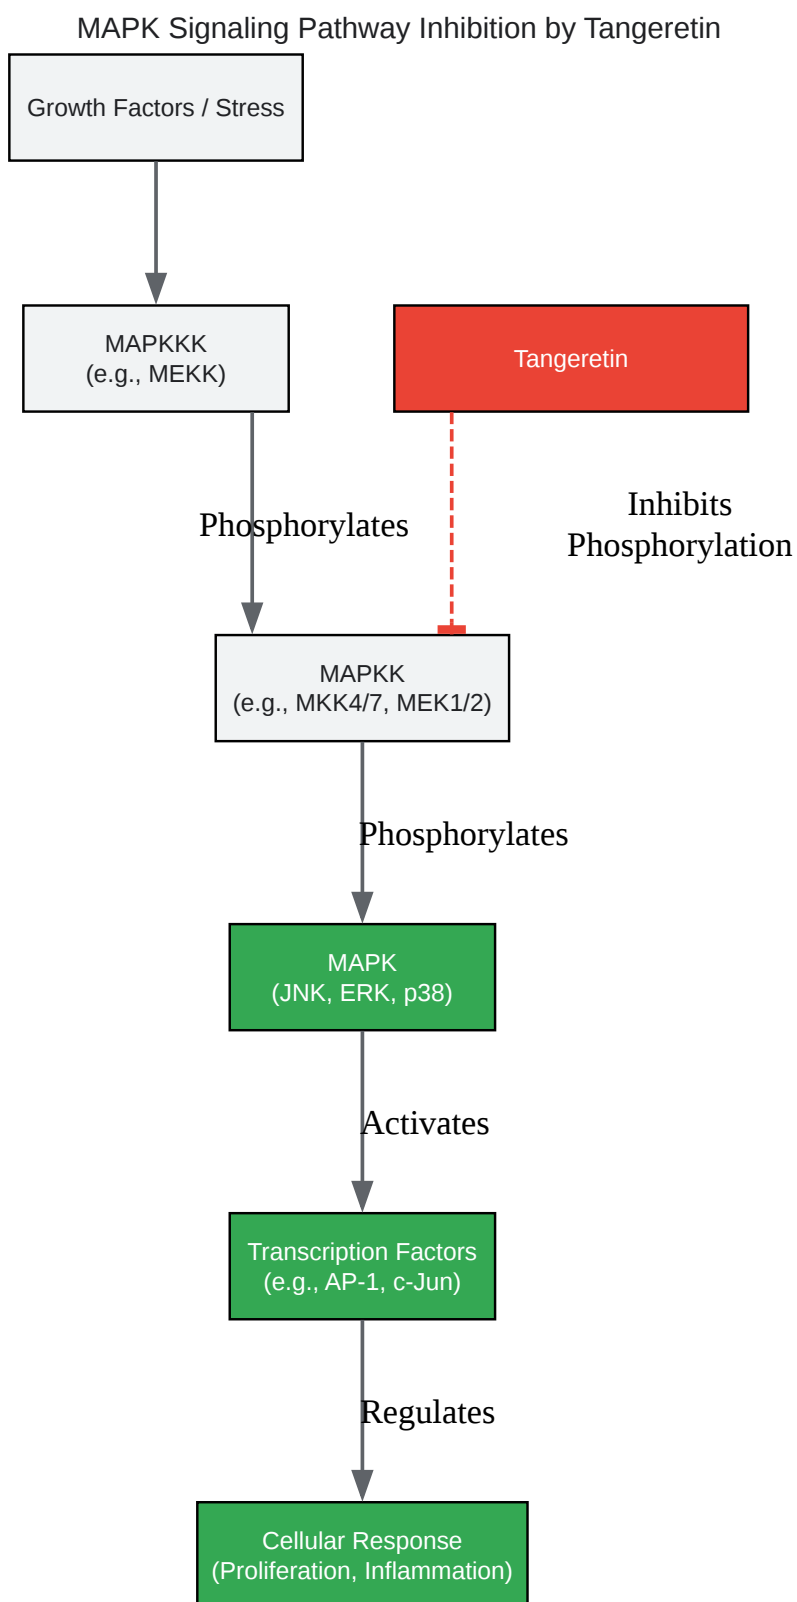 MAPK Signaling Pathway Inhibition by Tangeretin
Growth Factors / Stress
MAPKKK
(e.g., MEKK)
Tangeretin
Phosphorylates
Inhibits
Phosphorylation
MAPKK
(e.g., MKK4/7, MEK1/2)
Phosphorylates
MAPK
(JNK, ERK, p38)
Activates
Transcription Factors
(e.g., AP-1, c-Jun)
Regulates
Cellular Response
(Proliferation, Inflammation)